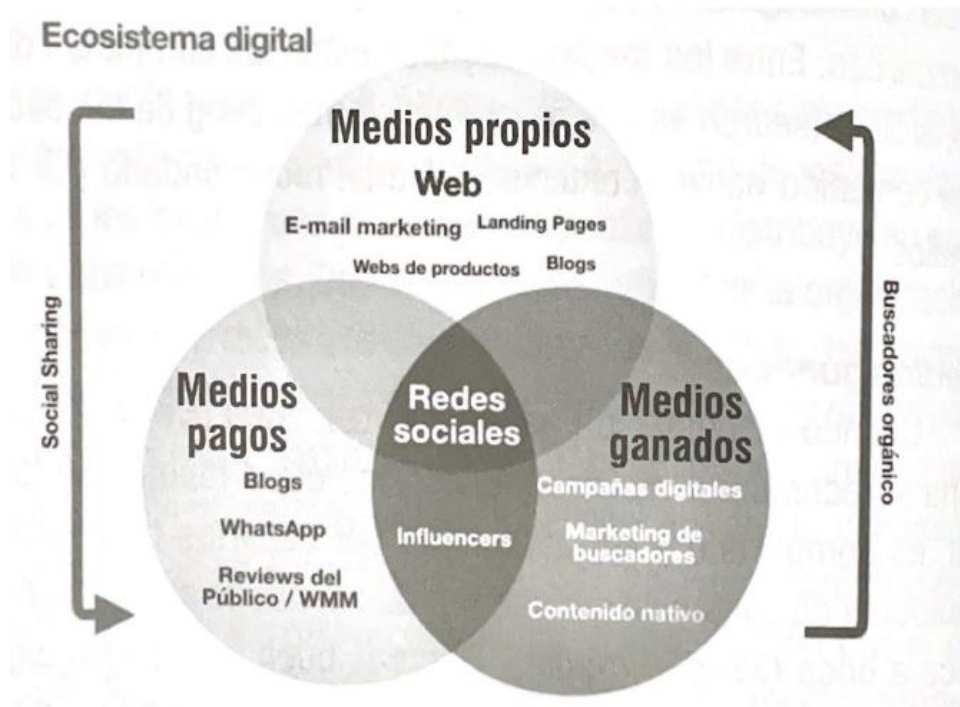 Ecosistema digital
Medios propios
Web
E-mail marketing
Landing Pages
Webs de productos
Blogs
Social Sharing
Buscadores orgánico
Medios
pagos
Blogs
WhatsApp
Reviews del
Público / WMM
Redes
sociales
Influencers
Medios
ganados
Campañas digitales
Marketing de
buscadores
Contenido nativo